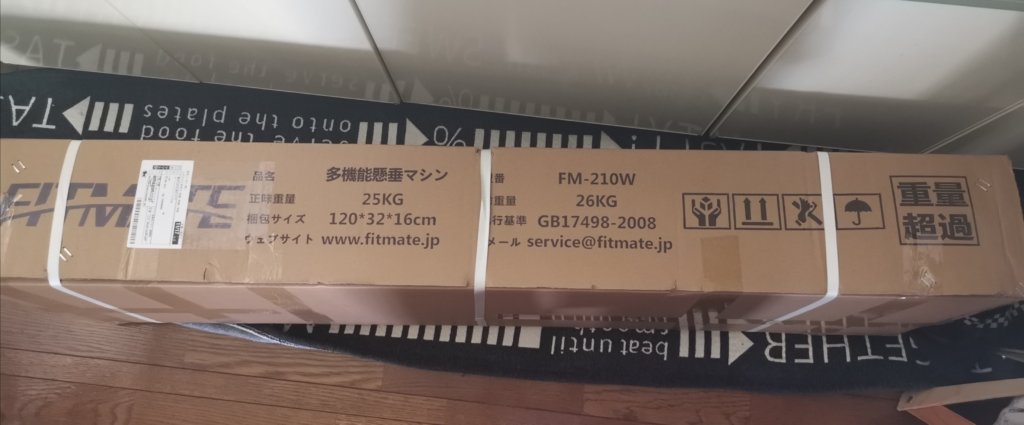 FITMATE
品名 多機能懸垂マシン
正味重量 25KG
梱包サイズ 120*32*16cm
ウェブサイト www.fitmate.jp
番 FM-210W
重量 26KG
行基準 GB17498-2008
メール service@fitmate.jp
重量
超過
onto the plates
serve the food
beat until
smooth